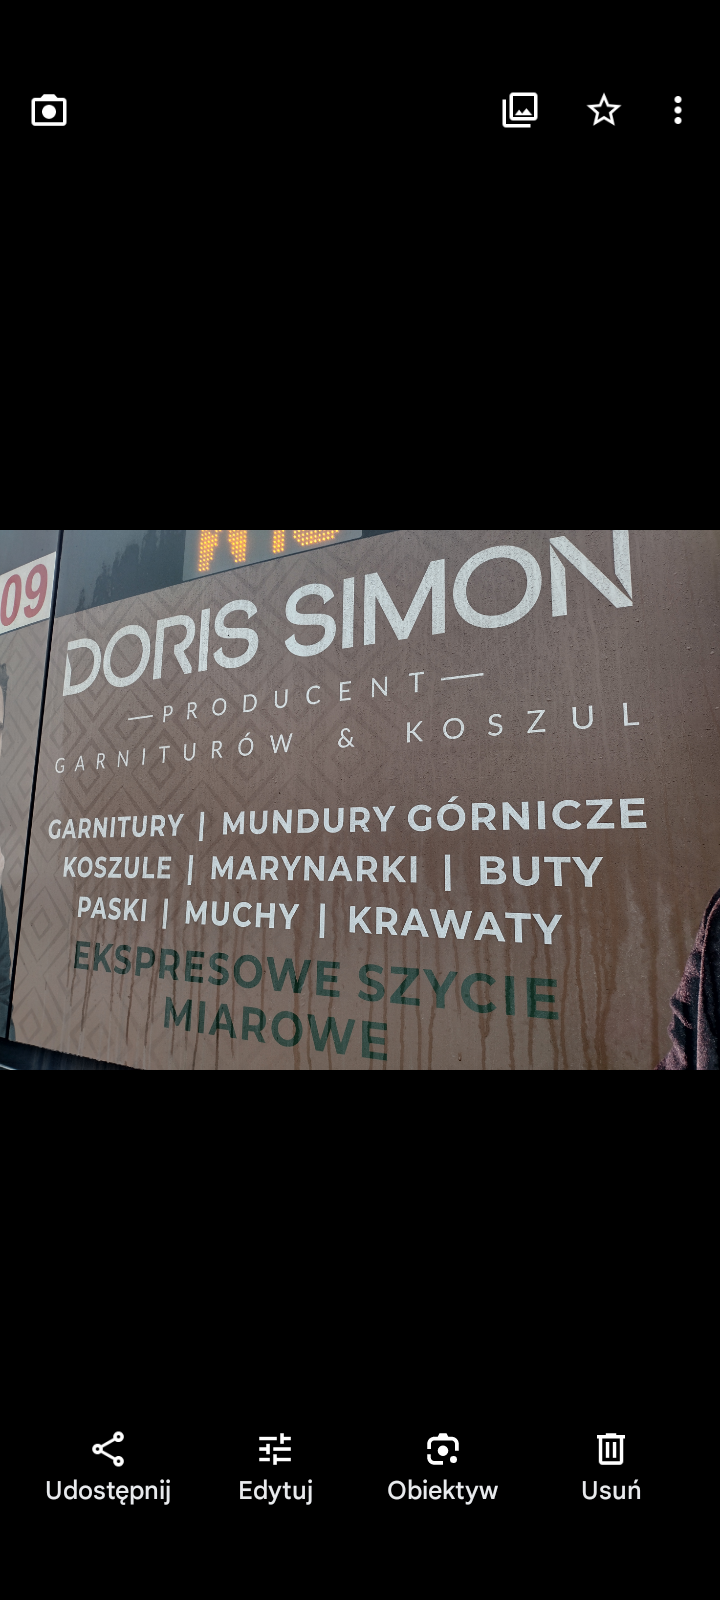 09
DORIS SIMON
—PRODUCENT—
GARNITURÓW & KOSZUL
GARNITURY | MUNDURY GÓRNICZE
KOSZULE | MARYNARKI | BUTY
PASKI | MUCHY | KRAWATY
EKSPRESOWE SZYCIE
MIAROWE
Udostępnij Edytuj Obiektyw Usuń